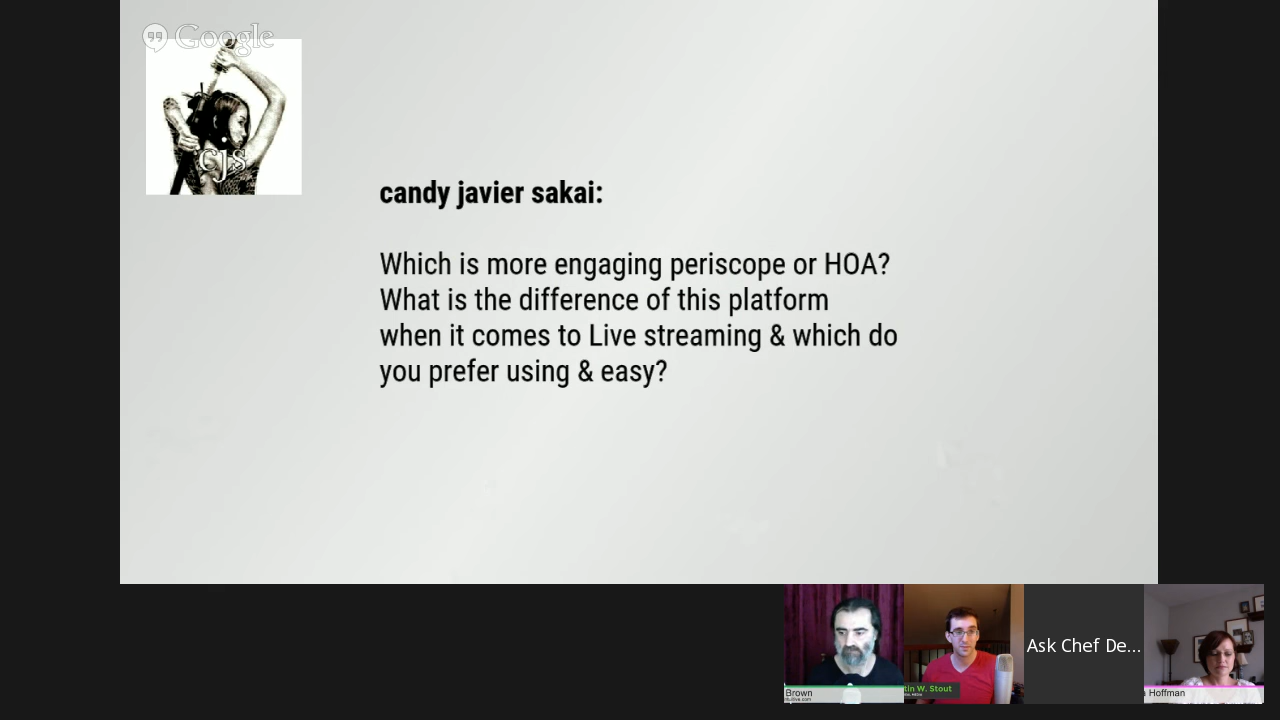 Google
cjs
candy javier sakai:
Which is more engaging periscope or HOA?
What is the difference of this platform
when it comes to Live streaming & which do
you prefer using & easy?
Ask Chef De...
Brown
tin W. Stout
Hoffman